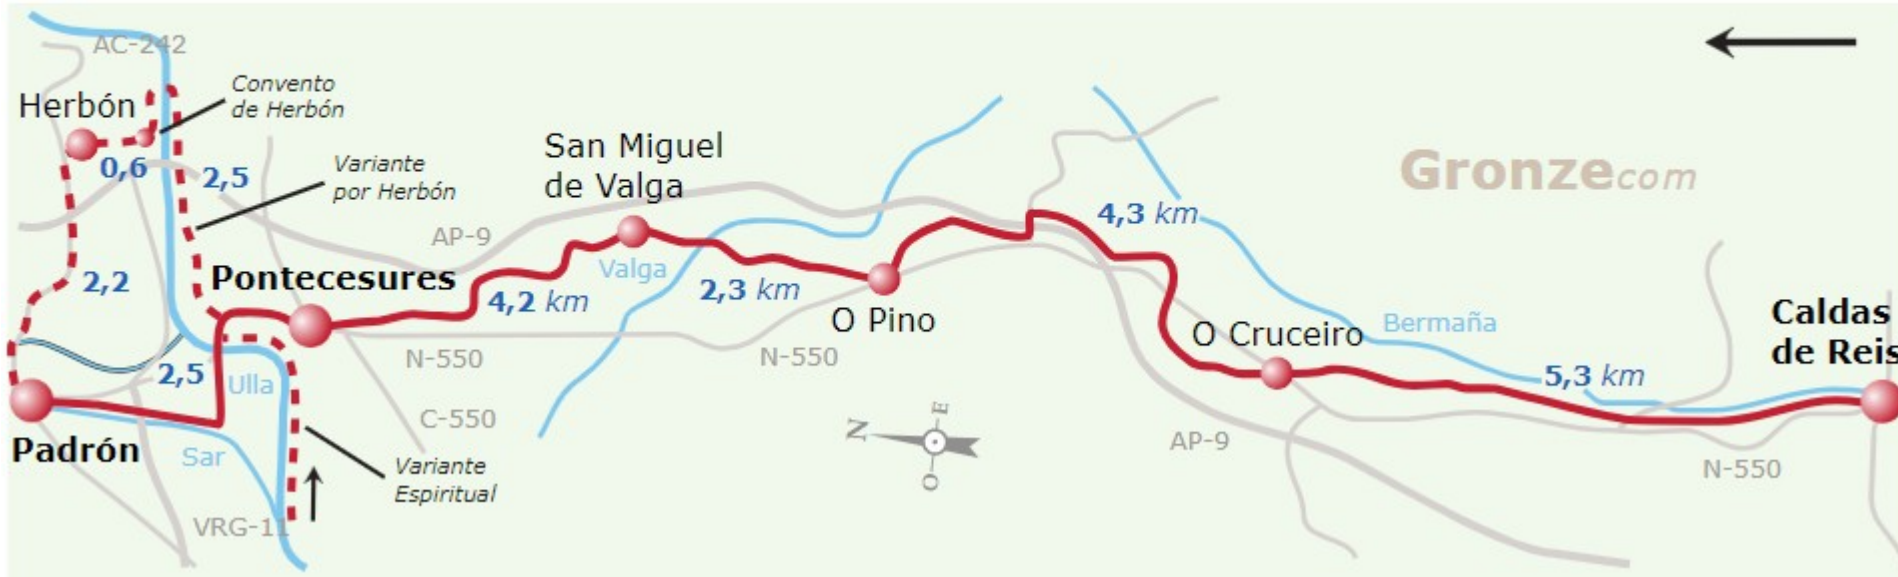 AC-242
Convento
de Herbón
Herbón
0,6
2,5
Variante
por Herbón
San Miguel
de Valga
Gronze.com
AP-9
4,3 km
Pontecesures
2,2
4,2 km
Valga
2,3 km
O Pino
O Cruceiro
Bermaña
Caldas
de Reis
N-550
N-550
2,5
Ulla
5,3 km
C-550
N
E
O
AP-9
N-550
Padrón
Sar
Variante
Espiritual
VRG-11